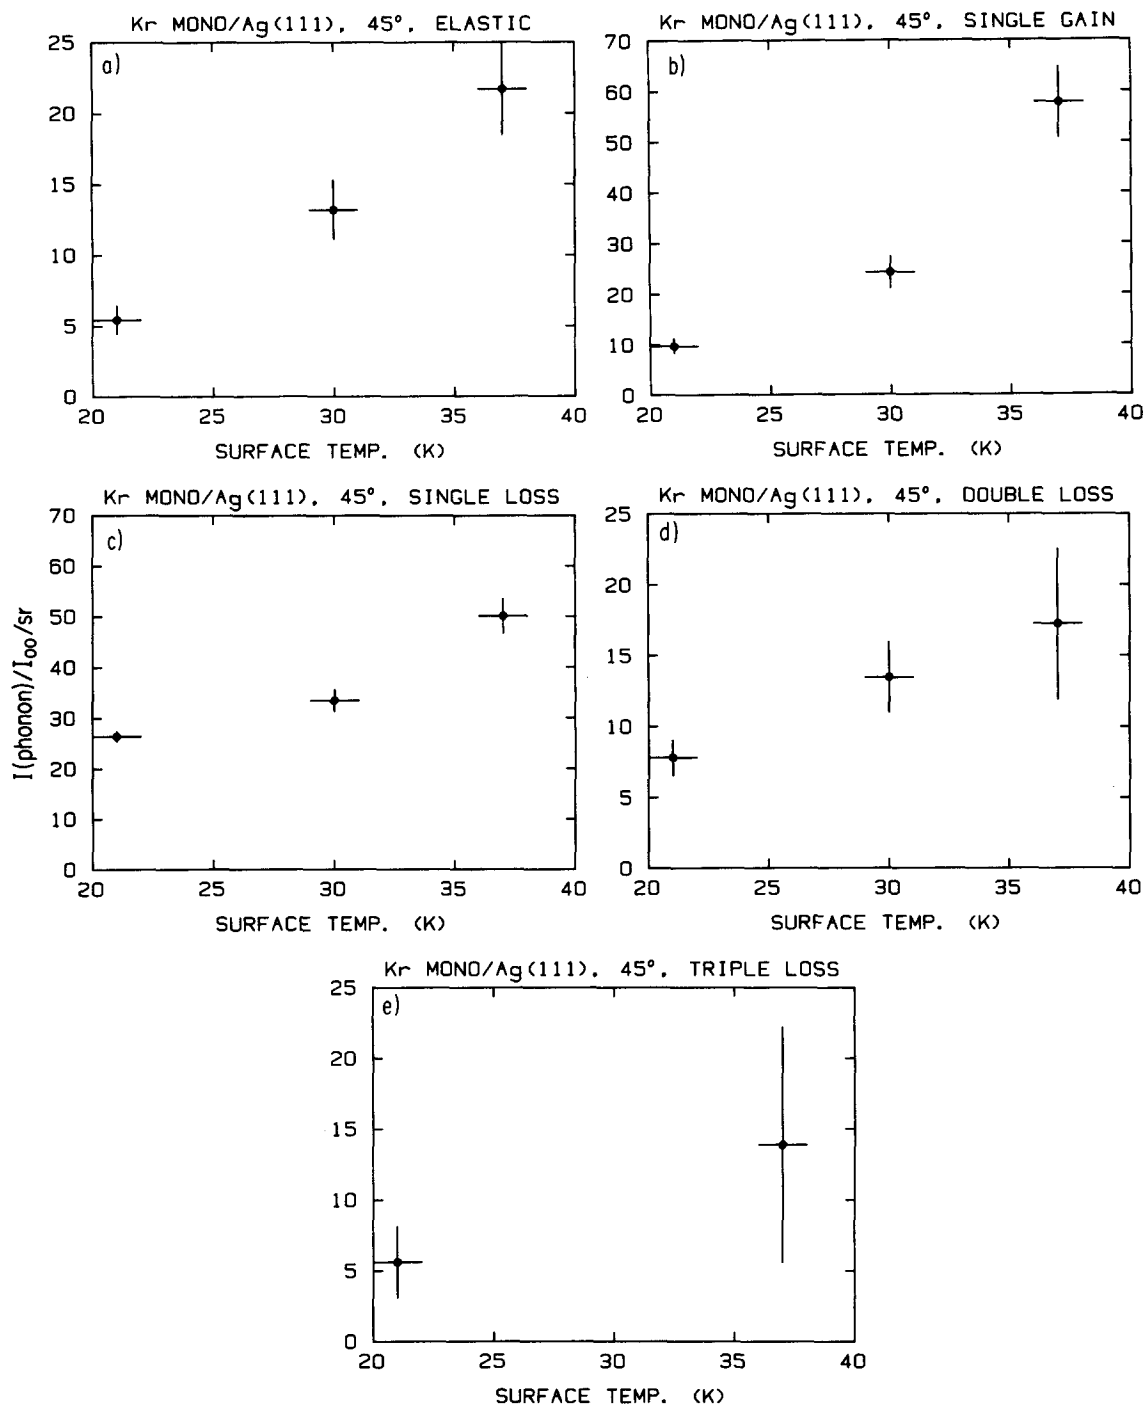 Kr MONO/Ag(111), 45°, ELASTIC
a)
25
20
15
10
5
0
20 25 30 35 40
SURFACE TEMP. (K)
Kr MONO/Ag(111), 45°, SINGLE GAIN
b)
70
60
50
40
30
20
10
0
20 25 30 35 40
SURFACE TEMP. (K)
Kr MONO/Ag(111), 45°, SINGLE LOSS
c)
I(phonon)/I₀₀/sr
70
60
50
40
30
20
10
0
20 25 30 35 40
SURFACE TEMP. (K)
Kr MONO/Ag(111), 45°, DOUBLE LOSS
d)
25
20
15
10
5
0
20 25 30 35 40
SURFACE TEMP. (K)
Kr MONO/Ag(111), 45°, TRIPLE LOSS
e)
25
20
15
10
5
0
20 25 30 35 40
SURFACE TEMP. (K)